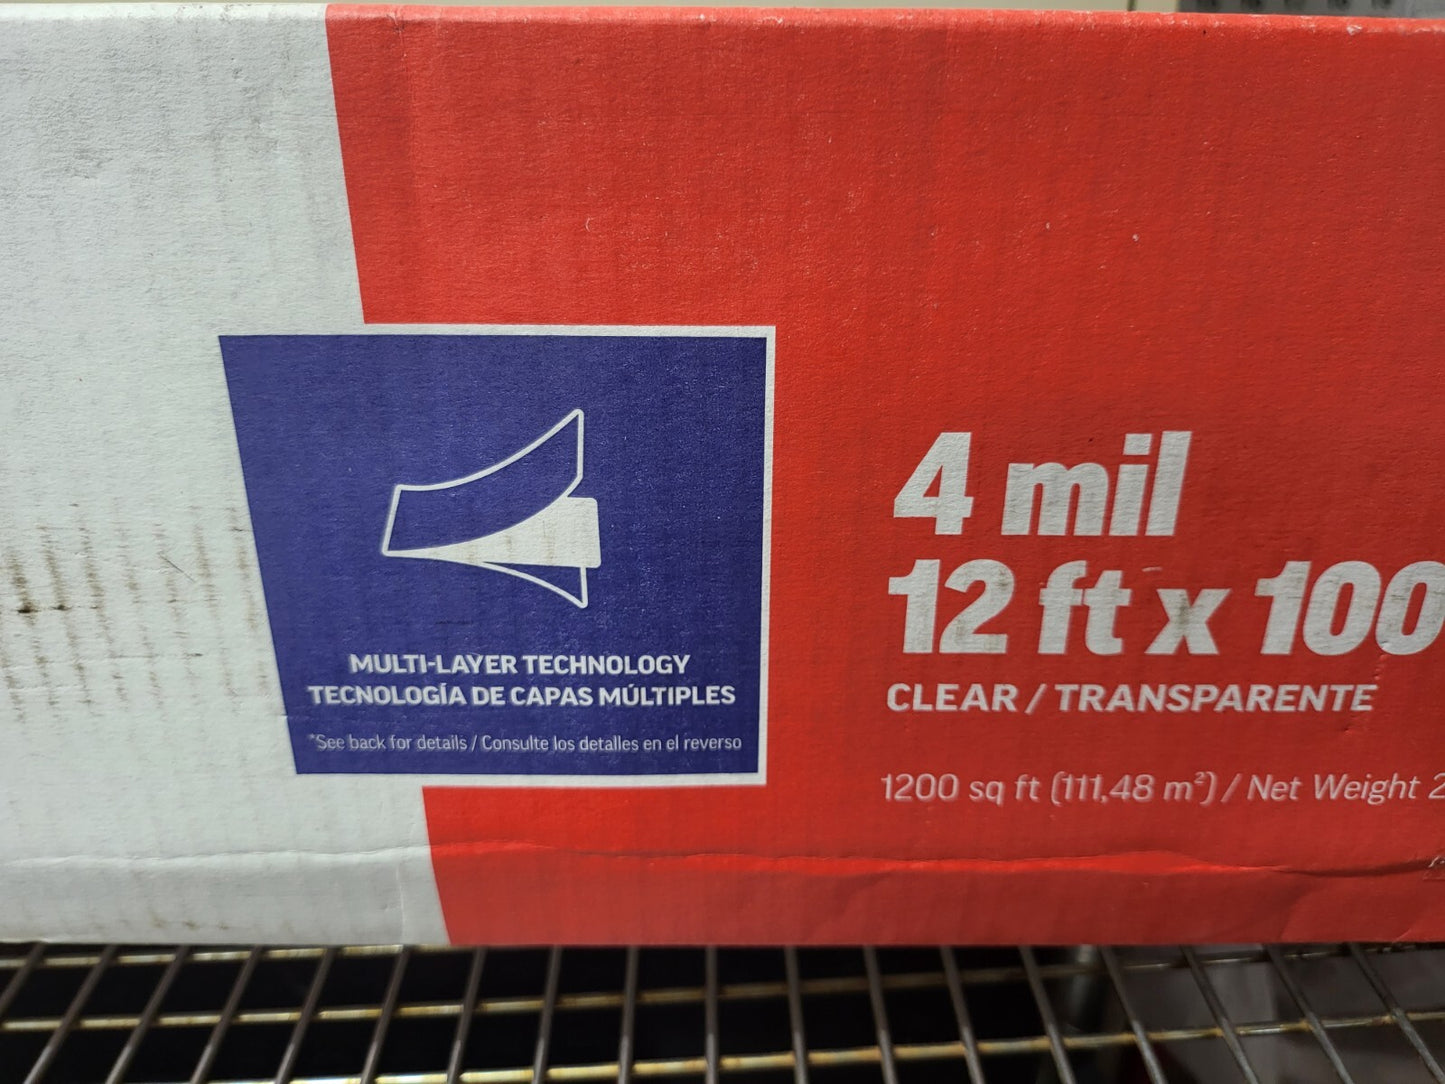 MULTI-LAYER TECHNOLOGY
TECNOLOGÍA DE CAPAS MÚLTIPLES
*See back for details / Consulte los detalles en el reverso
4 mil
12 ft x 100
CLEAR / TRANSPARENTE
1200 sq ft (111,48 m²) / Net Weight 2